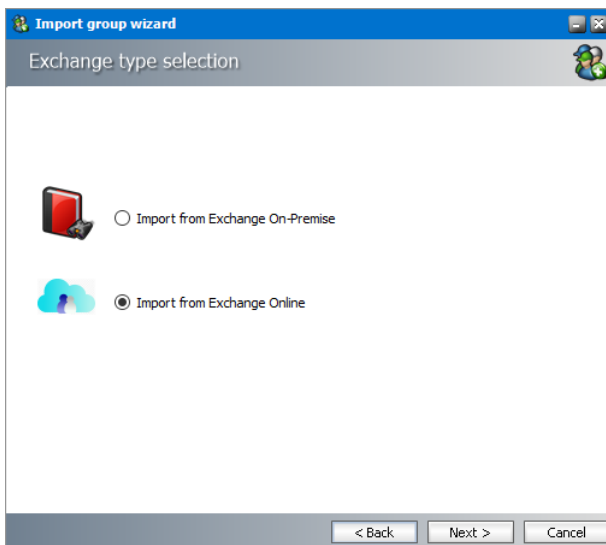 Import group wizard
Exchange type selection
Import from Exchange On-Premise
Import from Exchange Online
< Back
Next >
Cancel